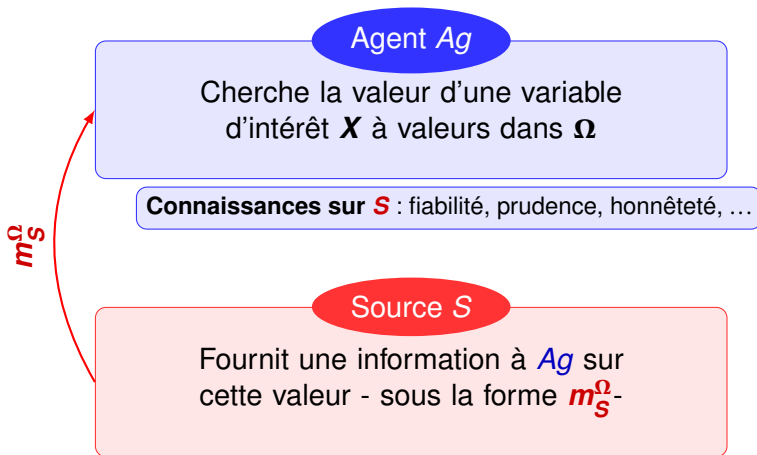 Agent Ag
Cherche la valeur d'une variable
d'intérêt X à valeurs dans Ω
Connaissances sur S : fiabilité, prudence, honnêteté, …
m_S^Ω
Source S
Fournit une information à Ag sur
cette valeur - sous la forme m_S^Ω-